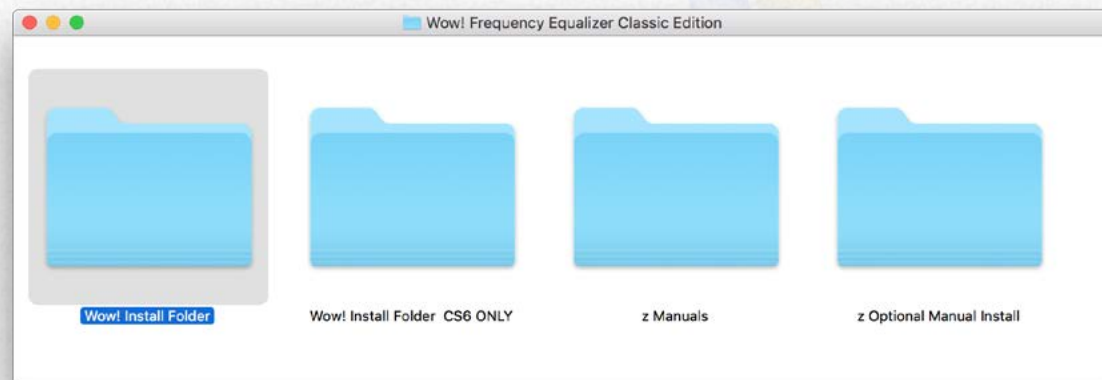 Wow! Frequency Equalizer Classic Edition
Wow! Install Folder
Wow! Install Folder  CS6 ONLY
z Manuals
z Optional Manual Install